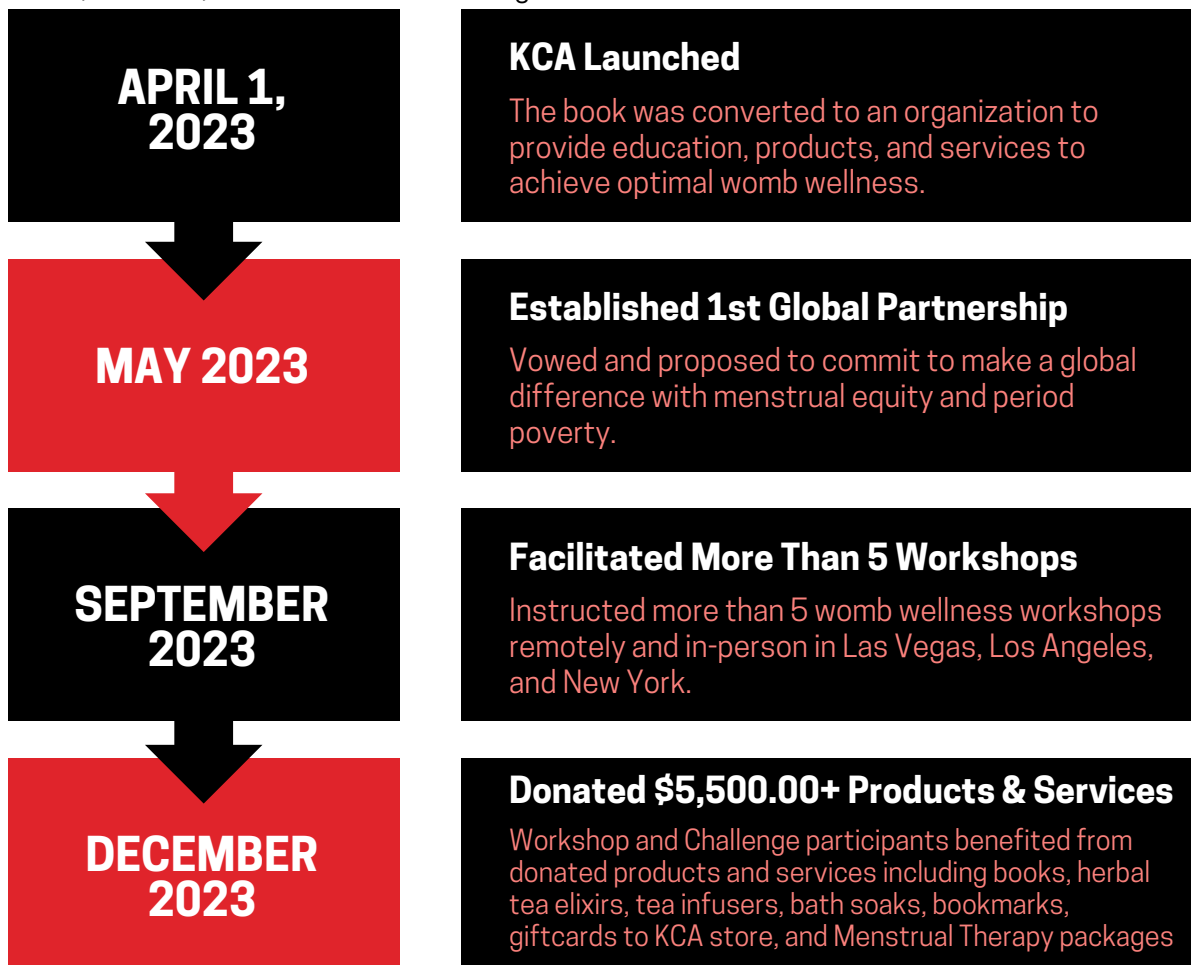 APRIL 1,
2023
KCA Launched
The book was converted to an organization to
provide education, products, and services to
achieve optimal womb wellness.
MAY 2023
Established 1st Global Partnership
Vowed and proposed to commit to make a global
difference with menstrual equity and period
poverty.
SEPTEMBER
2023
Facilitated More Than 5 Workshops
Instructed more than 5 womb wellness workshops
remotely and in-person in Las Vegas, Los Angeles,
and New York.
DECEMBER
2023
Donated $5,500.00+ Products & Services
Workshop and Challenge participants benefited from
donated products and services including books, herbal
tea elixirs, tea infusers, bath soaks, bookmarks,
giftcards to KCA store, and Menstrual Therapy packages